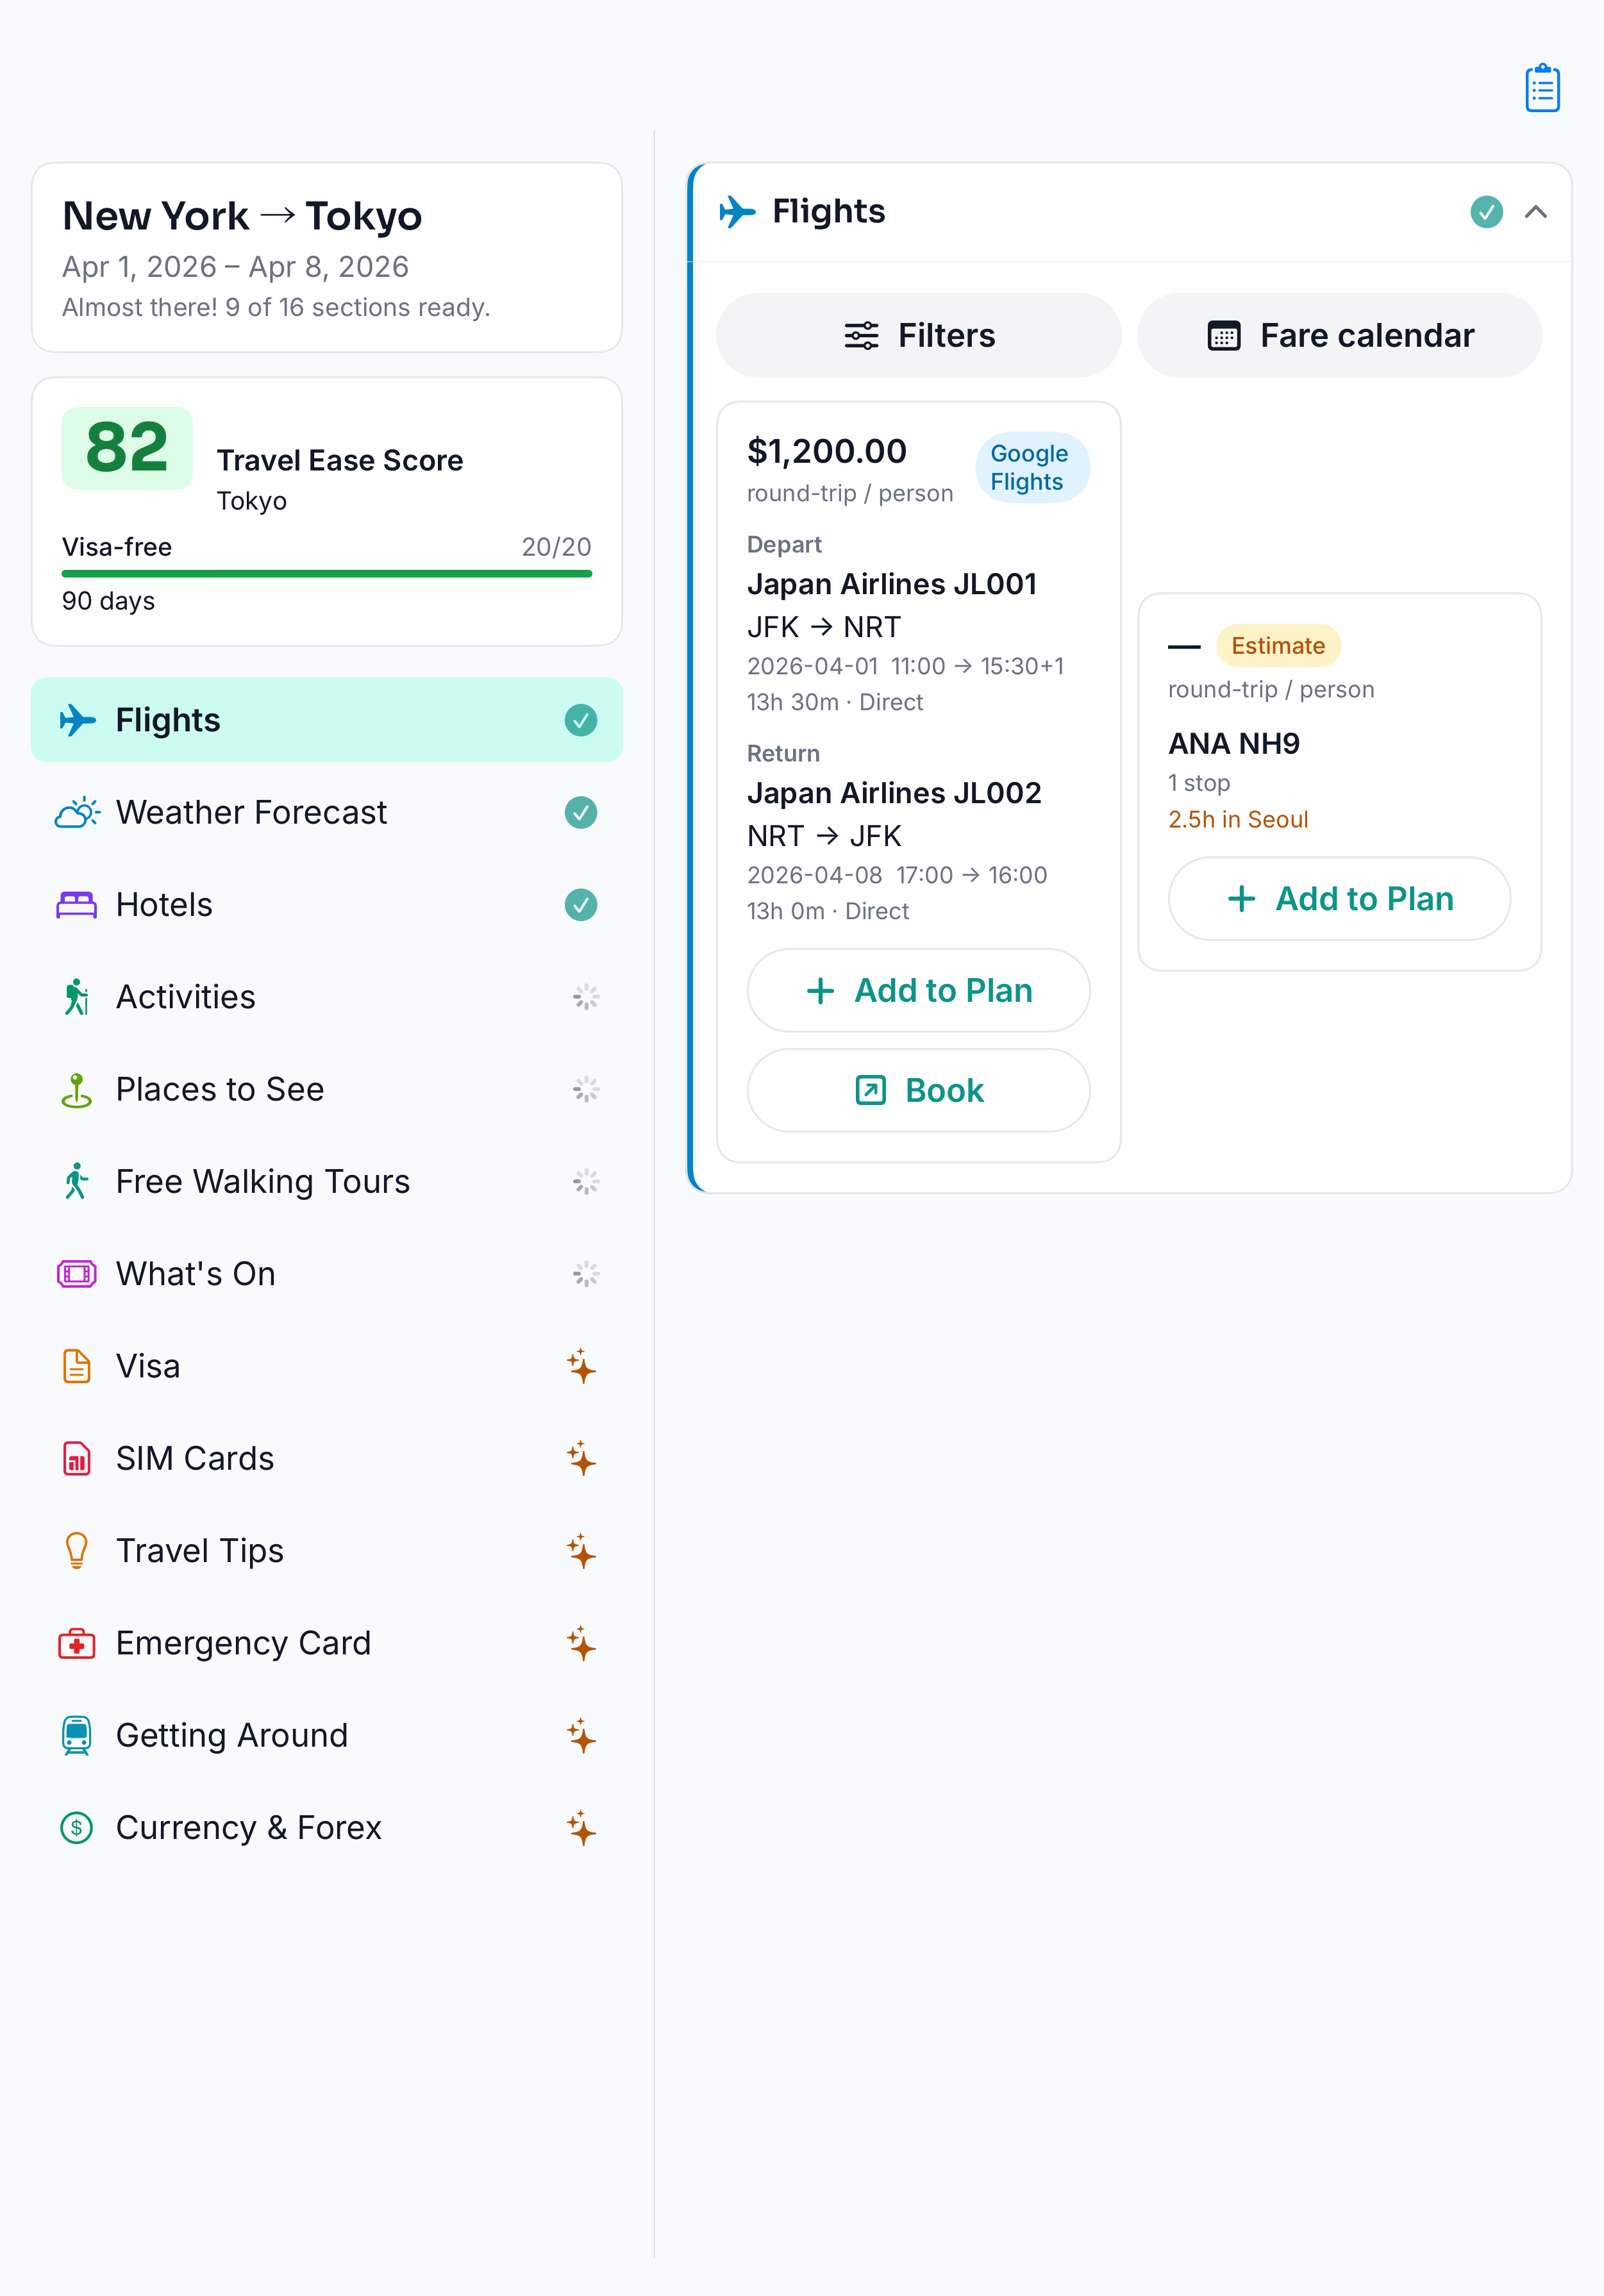 New York → Tokyo
Apr 1, 2026 – Apr 8, 2026
Almost there! 9 of 16 sections ready.
82
Travel Ease Score
Tokyo
Visa-free 20/20
90 days
Flights
Weather Forecast
Hotels
Activities
Places to See
Free Walking Tours
What's On
Visa
SIM Cards
Travel Tips
Emergency Card
Getting Around
Currency & Forex
Flights
Filters
Fare calendar
$1,200.00
round-trip / person
Google
Flights
Depart
Japan Airlines JL001
JFK → NRT
2026-04-01 11:00 → 15:30+1
13h 30m · Direct
Return
Japan Airlines JL002
NRT → JFK
2026-04-08 17:00 → 16:00
13h 0m · Direct
+ Add to Plan
Book
— Estimate
round-trip / person
ANA NH9
1 stop
2.5h in Seoul
+ Add to Plan